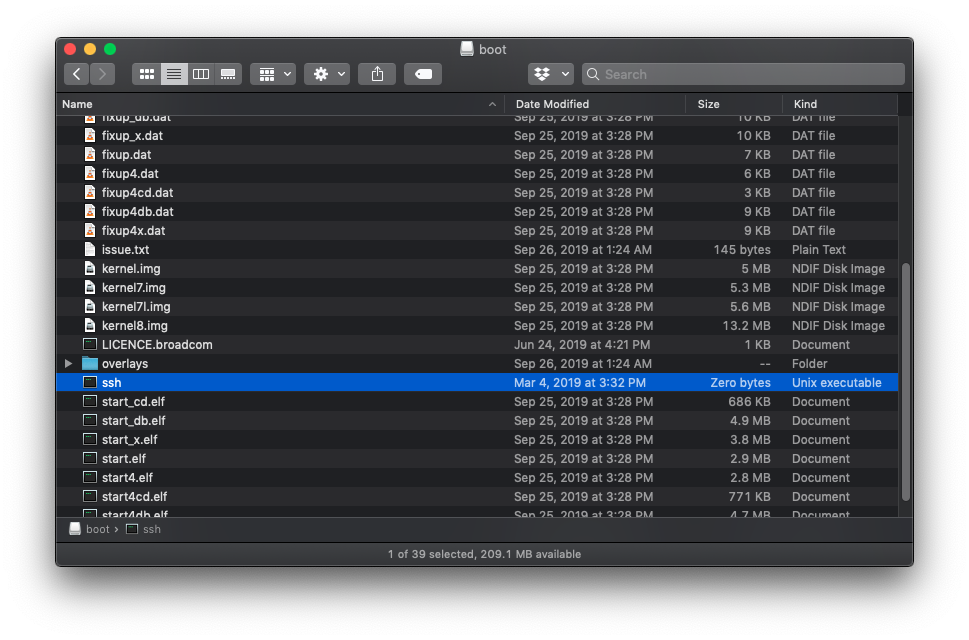 boot
Search
Name Date Modified Size Kind
fixup_db.dat Sep 25, 2019 at 3:28 PM 10 KB DAT file
fixup_x.dat Sep 25, 2019 at 3:28 PM 10 KB DAT file
fixup.dat Sep 25, 2019 at 3:28 PM 7 KB DAT file
fixup4.dat Sep 25, 2019 at 3:28 PM 6 KB DAT file
fixup4cd.dat Sep 25, 2019 at 3:28 PM 3 KB DAT file
fixup4db.dat Sep 25, 2019 at 3:28 PM 9 KB DAT file
fixup4x.dat Sep 25, 2019 at 3:28 PM 9 KB DAT file
issue.txt Sep 26, 2019 at 1:24 AM 145 bytes Plain Text
kernel.img Sep 25, 2019 at 3:28 PM 5 MB NDIF Disk Image
kernel7.img Sep 25, 2019 at 3:28 PM 5.3 MB NDIF Disk Image
kernel7l.img Sep 25, 2019 at 3:28 PM 5.6 MB NDIF Disk Image
kernel8.img Sep 25, 2019 at 3:28 PM 13.2 MB NDIF Disk Image
LICENCE.broadcom Jun 24, 2019 at 4:21 PM 1 KB Document
overlays Sep 26, 2019 at 1:24 AM -- Folder
ssh Mar 4, 2019 at 3:32 PM Zero bytes Unix executable
start_cd.elf Sep 25, 2019 at 3:28 PM 686 KB Document
start_db.elf Sep 25, 2019 at 3:28 PM 4.9 MB Document
start_x.elf Sep 25, 2019 at 3:28 PM 3.8 MB Document
start.elf Sep 25, 2019 at 3:28 PM 2.9 MB Document
start4.elf Sep 25, 2019 at 3:28 PM 2.8 MB Document
start4cd.elf Sep 25, 2019 at 3:28 PM 771 KB Document
start4db.elf Sep 25, 2019 at 3:28 PM 4.7 MB Document
boot › ssh
1 of 39 selected, 209.1 MB available